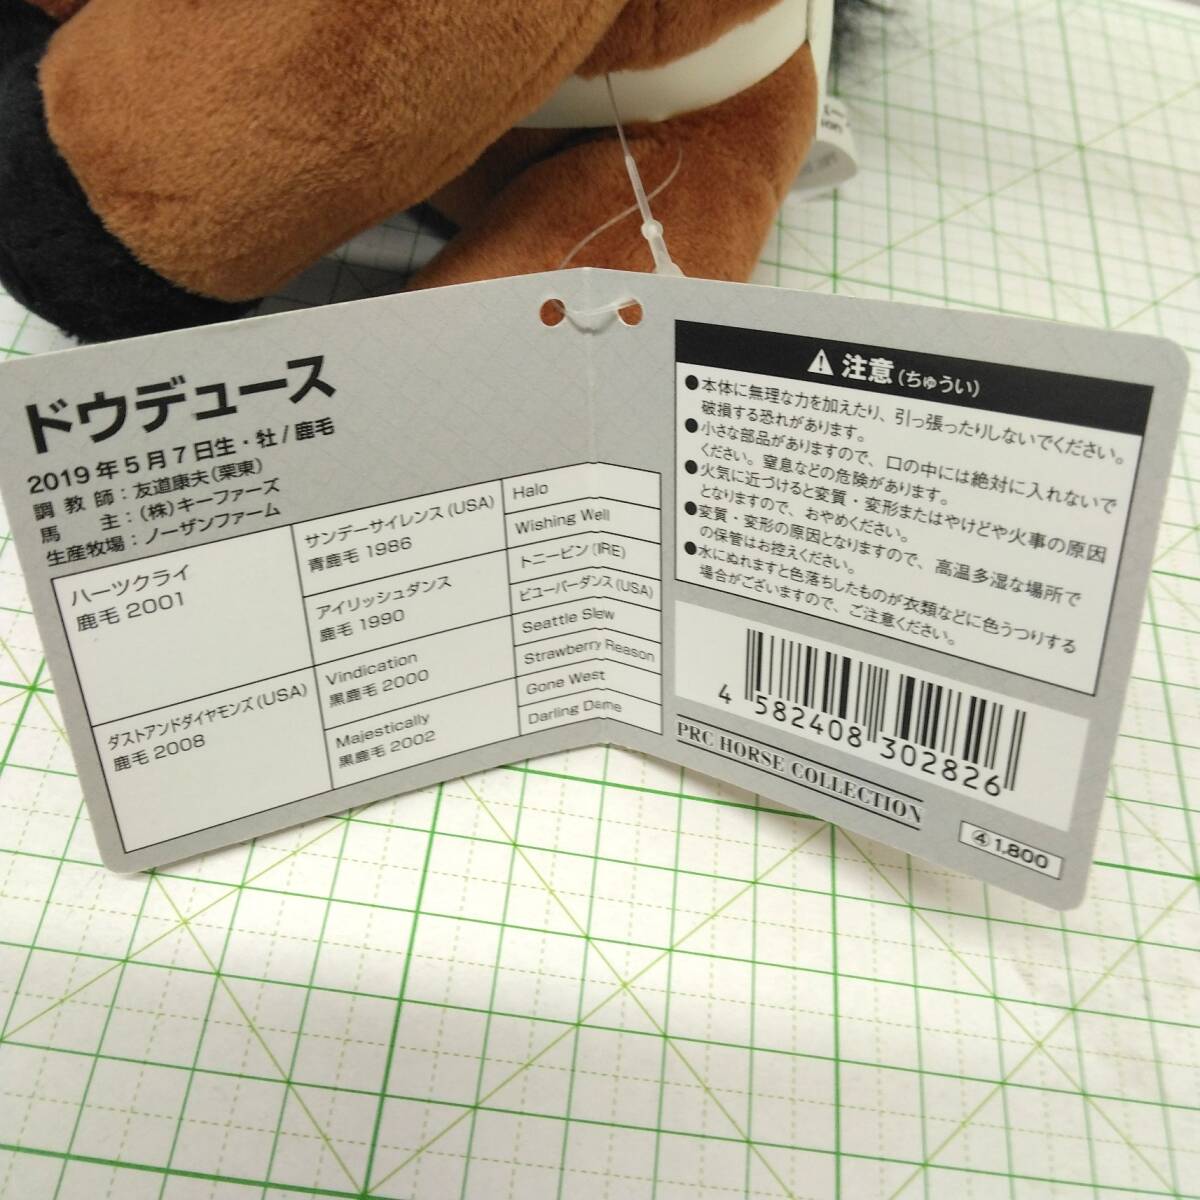 ドウデュース
2019年5月7日生・牡/鹿毛
調教師：友道康夫(栗東)
馬主：(株)キーファーズ
生産牧場：ノーザンファーム
ハーツクライ
鹿毛 2001
サンデーサイレンス(USA)
青鹿毛 1986
Halo
Wishing Well
アイリッシュダンス
鹿毛 1990
トニービン(IRE)
ビューパーダンス(USA)
ダストアンドダイヤモンズ(USA)
鹿毛 2008
Vindication
黒鹿毛 2000
Seattle Slew
Strawberry Reason
Majestically
黒鹿毛 2002
Gone West
Darling Dame
注意(ちゅうい)
●本体に無理な力を加えたり、引っ張ったりしないでください。
破損する恐れがあります。
●小さな部品がありますので、口の中には絶対に入れないで
ください。窒息などの危険があります。
●火気に近づけると変質・変形またはやけどや火事の原因
となりますので、おやめください。
●変質・変形の原因となりますので、高温多湿な場所で
の保管はお控えください。
●水にぬれますと色落ちしたものが衣類などに色うつりする
場合がございますので、ご注意ください。
4 582408 302826
PRC HORSE COLLECTION
④1,800